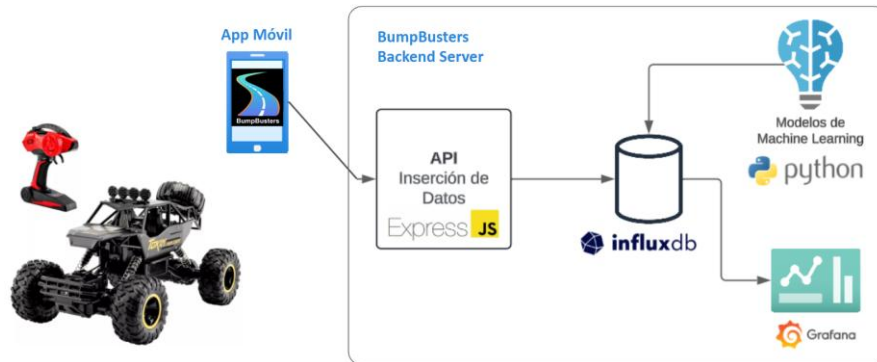 App Móvil
BumpBusters
BumpBusters
Backend Server
API
Inserción de
Datos
Express JS
influxdb
Modelos de
Machine Learning
python
Grafana